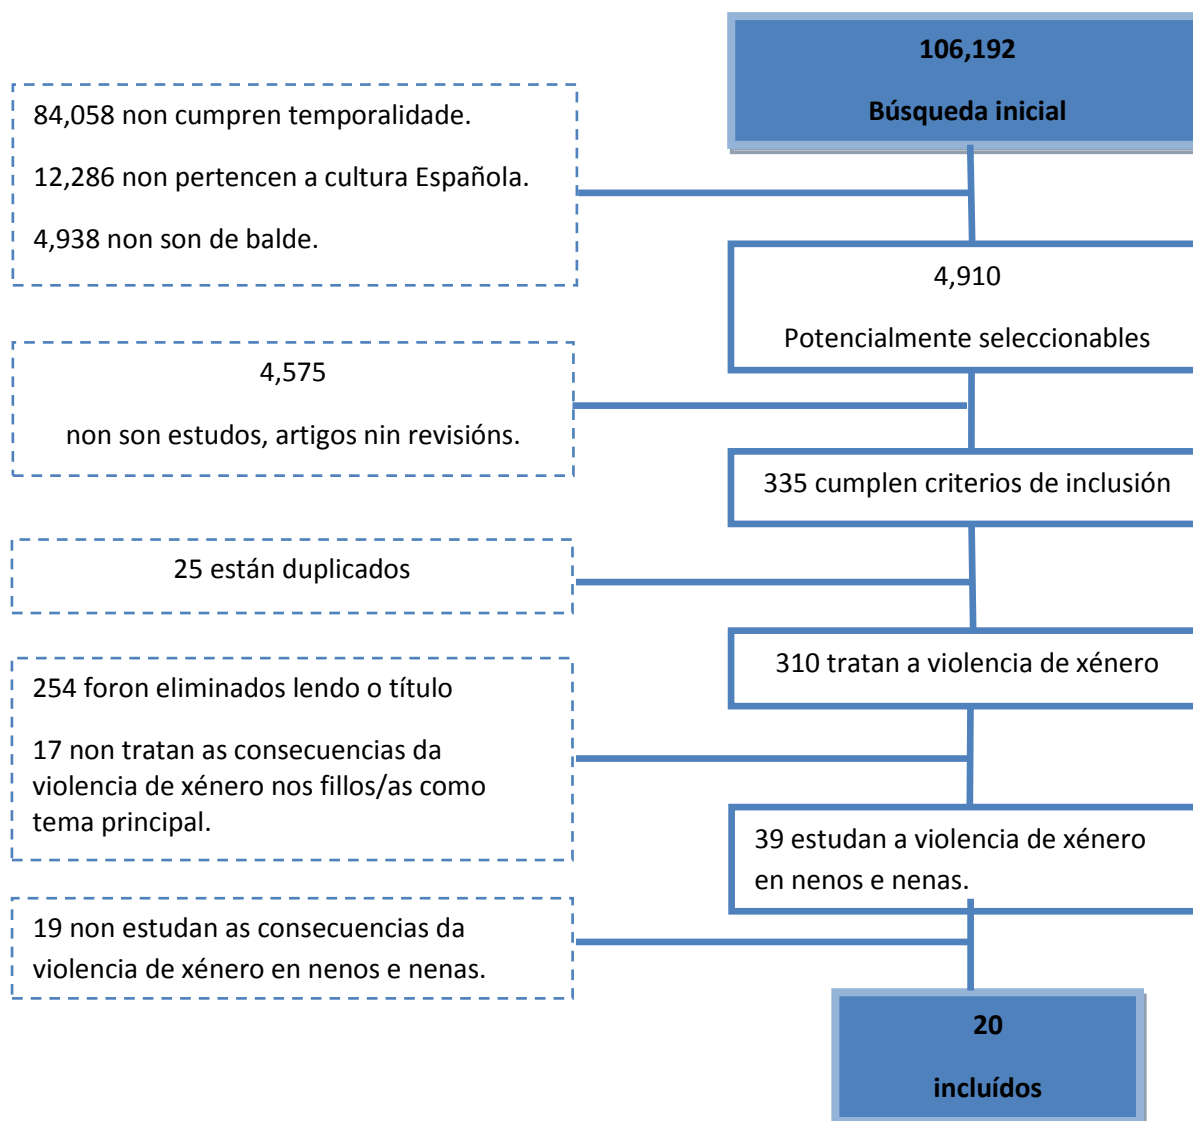 106,192
Búsqueda inicial
84,058 non cumpren temporalidade.
12,286 non pertencen a cultura Española.
4,938 non son de balde.
4,910
Potencialmente seleccionables
4,575
non son estudos, artigos nin revisións.
335 cumplen criterios de inclusión
25 están duplicados
310 tratan a violencia de xénero
254 foron eliminados lendo o título
17 non tratan as consecuencias da
violencia de xénero nos fillos/as como
tema principal.
39 estudan a violencia de xénero
en nenos e nenas.
19 non estudan as consecuencias da
violencia de xénero en nenos e nenas.
20
incluídos